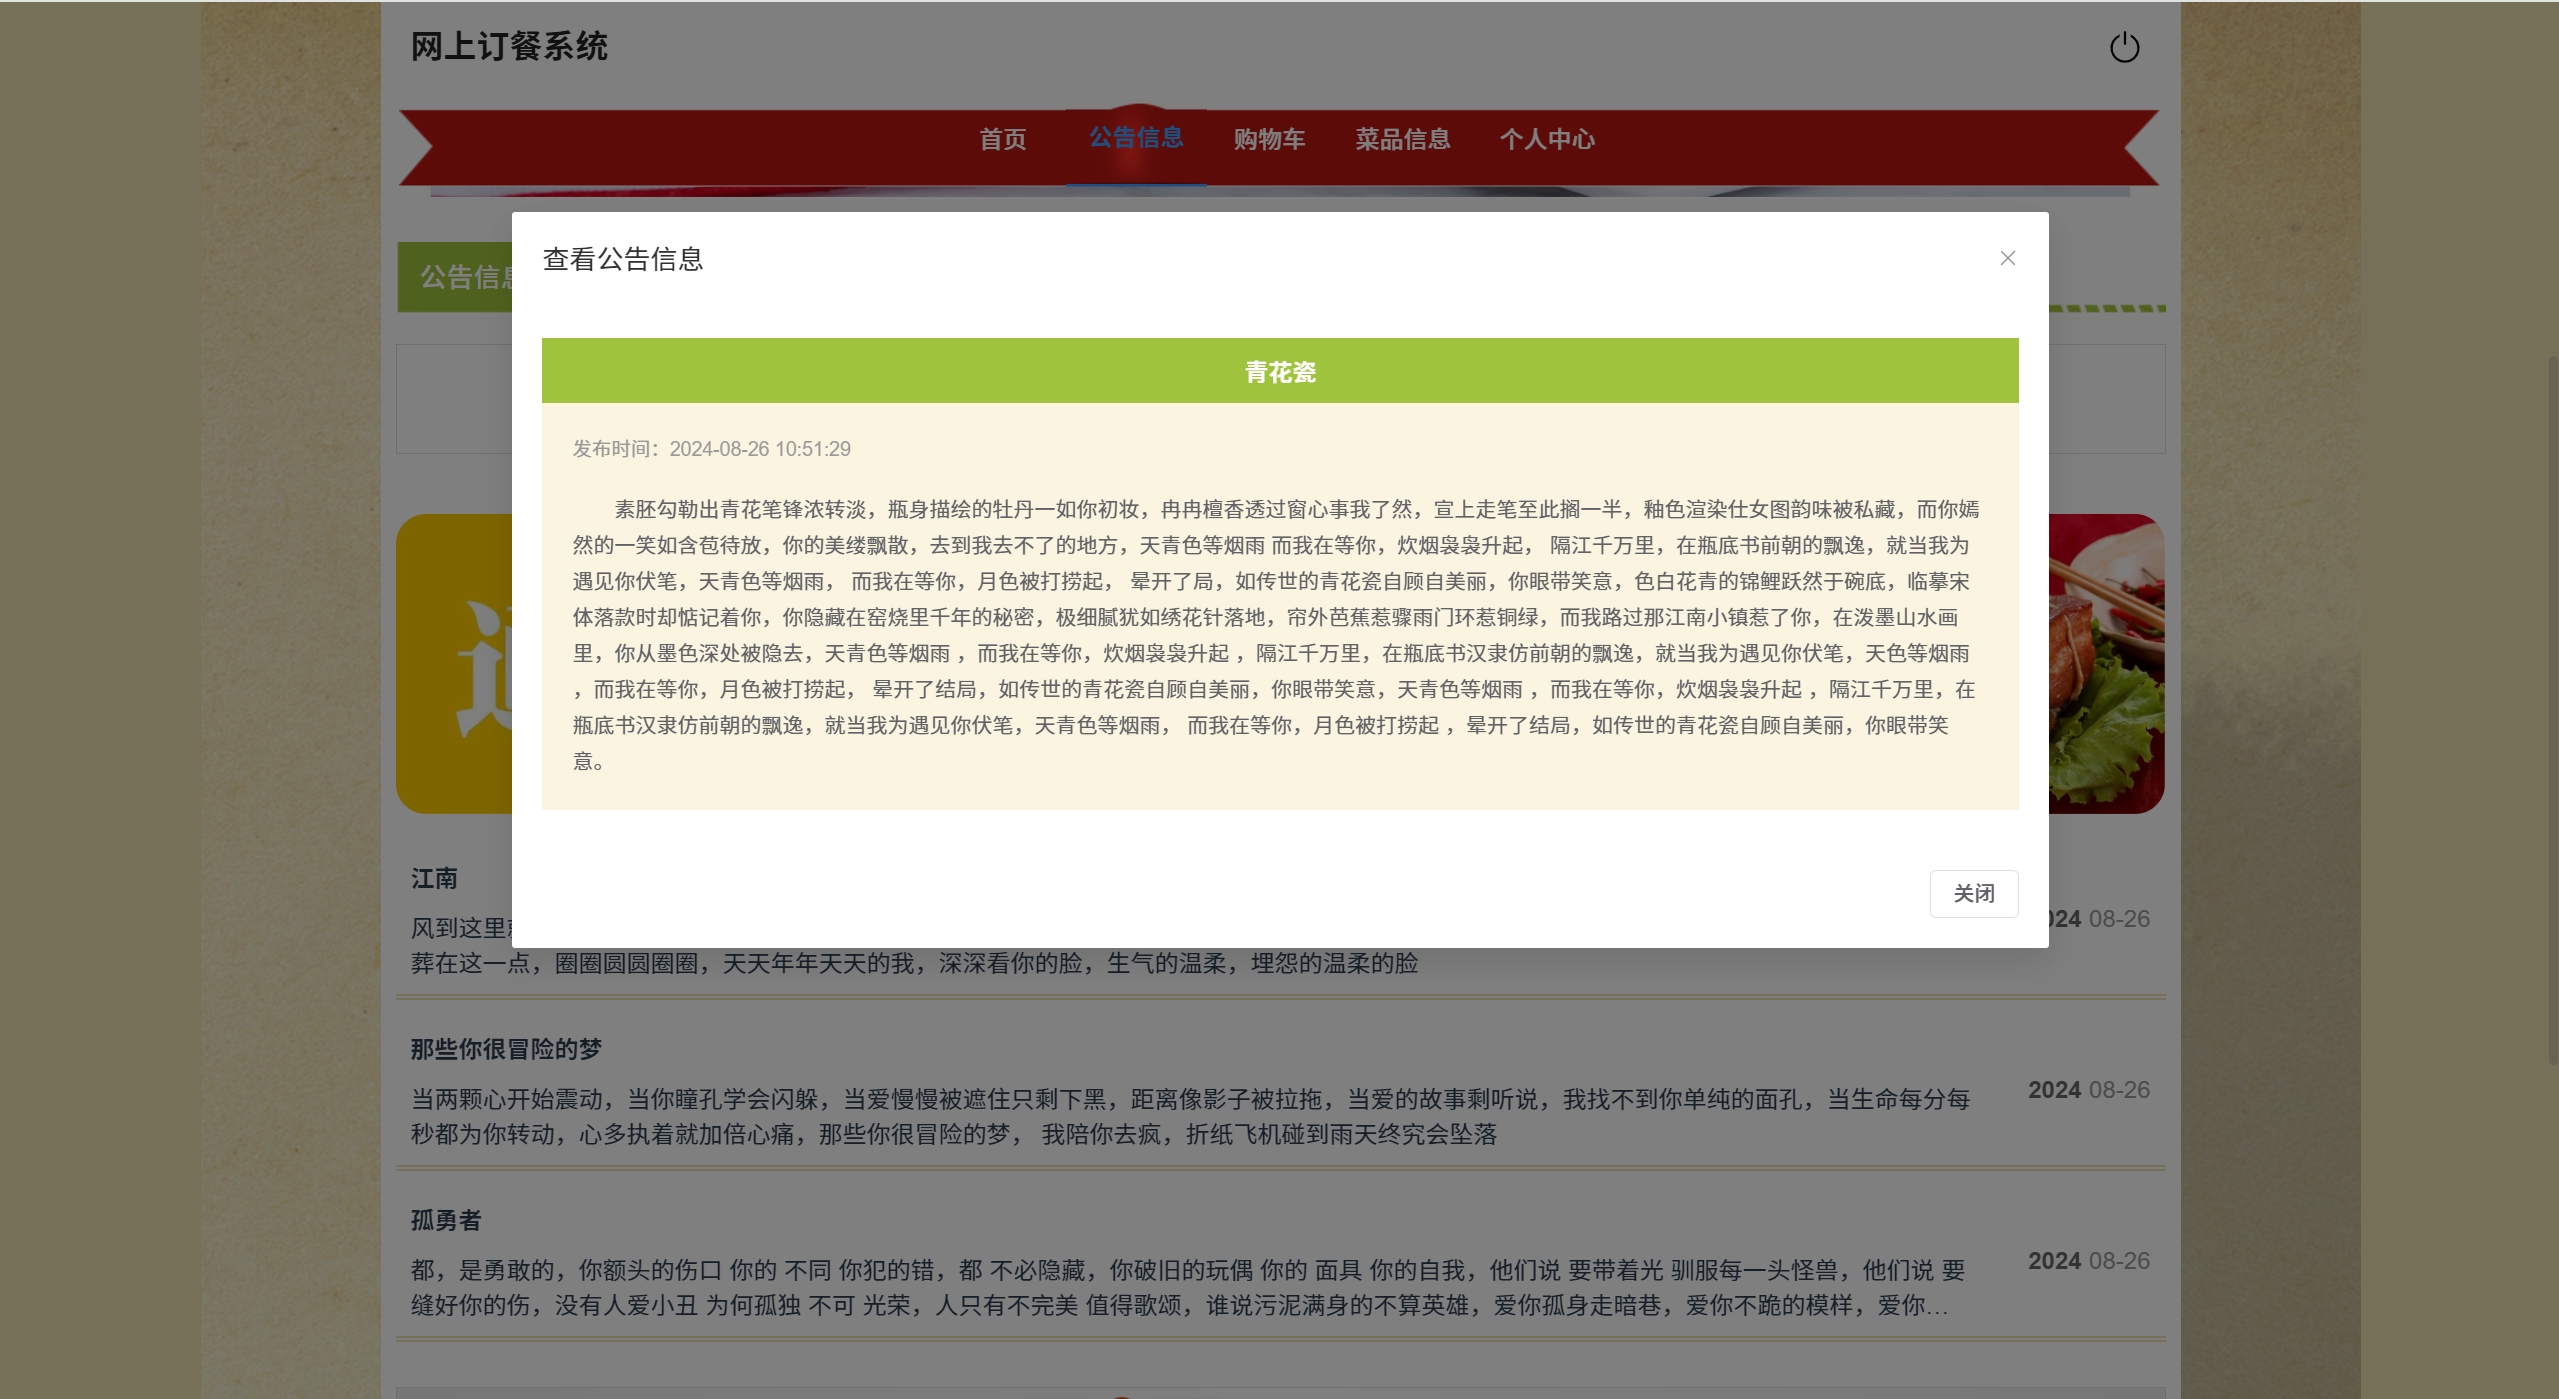 网上订餐系统
首页 公告信息 购物车 菜品信息 个人中心
公告信息
查看公告信息
青花瓷
发布时间：2024-08-26 10:51:29
素胚勾勒出青花笔锋浓转淡，瓶身描绘的牡丹一如你初妆，冉冉檀香透过窗心事我了然，宣上走笔至此搁一半，釉色渲染仕女图韵味被私藏，而你嫣
然的一笑如含苞待放，你的美缕飘散，去到我去不了的地方，天青色等烟雨 而我在等你，炊烟袅袅升起， 隔江千万里，在瓶底书前朝的飘逸，就当我为
遇见你伏笔，天青色等烟雨， 而我在等你，月色被打捞起， 晕开了局，如传世的青花瓷自顾自美丽，你眼带笑意，色白花青的锦鲤跃然于碗底，临摹宋
体落款时却惦记着你，你隐藏在窑烧里千年的秘密，极细腻犹如绣花针落地，帘外芭蕉惹骤雨门环惹铜绿，而我路过那江南小镇惹了你，在泼墨山水画
里，你从墨色深处被隐去，天青色等烟雨 ，而我在等你，炊烟袅袅升起 ，隔江千万里，在瓶底书汉隶仿前朝的飘逸，就当我为遇见你伏笔，天色等烟雨
，而我在等你，月色被打捞起， 晕开了结局，如传世的青花瓷自顾自美丽，你眼带笑意，天青色等烟雨 ，而我在等你，炊烟袅袅升起 ，隔江千万里，在
瓶底书汉隶仿前朝的飘逸，就当我为遇见你伏笔，天青色等烟雨， 而我在等你，月色被打捞起 ，晕开了结局，如传世的青花瓷自顾自美丽，你眼带笑
意。
关闭
江南
风到这里
024 08-26
葬在这一点，圈圈圆圆圈圈，天天年年天天的我，深深看你的脸，生气的温柔，埋怨的温柔的脸
那些你很冒险的梦
当两颗心开始震动，当你瞳孔学会闪躲，当爱慢慢被遮住只剩下黑，距离像影子被拉拖，当爱的故事剩听说，我找不到你单纯的面孔，当生命每分每
秒都为你转动，心多执着就加倍心痛，那些你很冒险的梦， 我陪你去疯，折纸飞机碰到雨天终究会坠落
2024 08-26
孤勇者
都，是勇敢的，你额头的伤口 你的 不同 你犯的错，都 不必隐藏，你破旧的玩偶 你的 面具 你的自我，他们说 要带着光 驯服每一头怪兽，他们说 要
缝好你的伤，没有人爱小丑 为何孤独 不可 光荣，人只有不完美 值得歌颂，谁说污泥满身的不算英雄，爱你孤身走暗巷，爱你不跪的模样，爱你…
2024 08-26